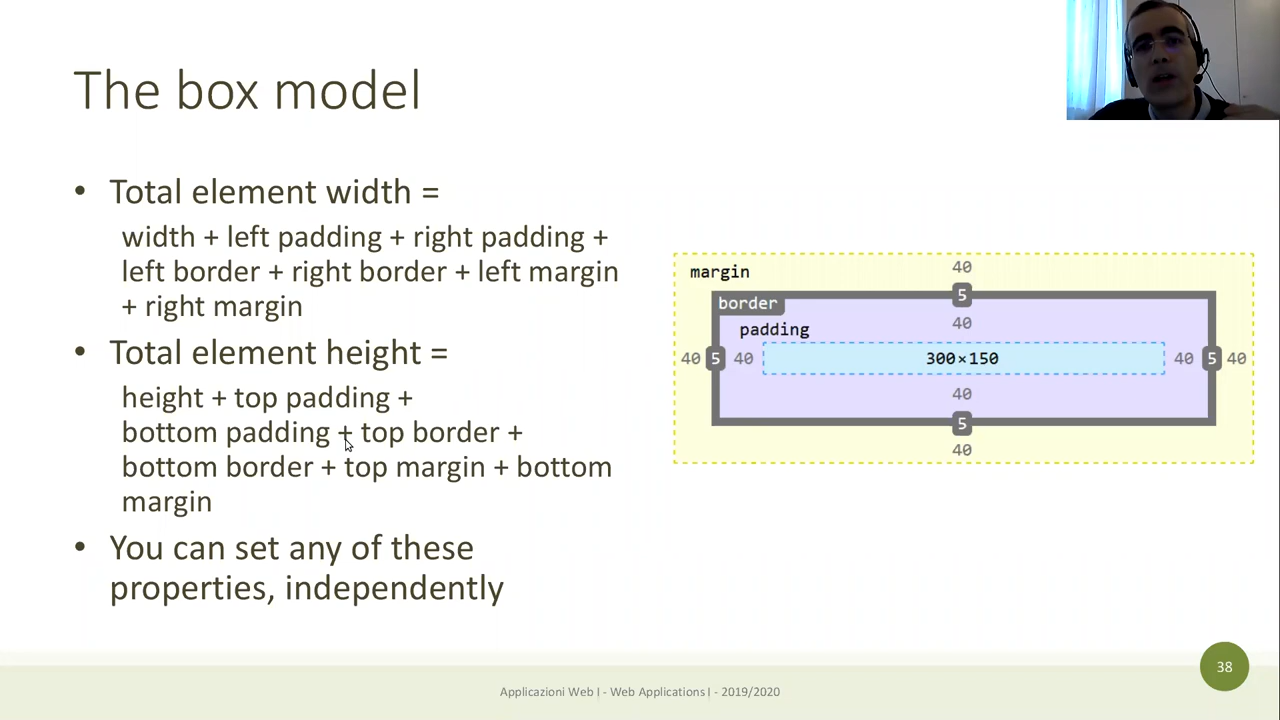 The box model
• Total element width =
width + left padding + right padding +
left border + right border + left margin
+ right margin
• Total element height =
height + top padding +
bottom padding + top border +
bottom border + top margin + bottom
margin
• You can set any of these
properties, independently
margin 40
border 5
padding 40
40 5 40 300×150 40 5 40
40
5
40
38
Applicazioni Web I - Web Applications I - 2019/2020